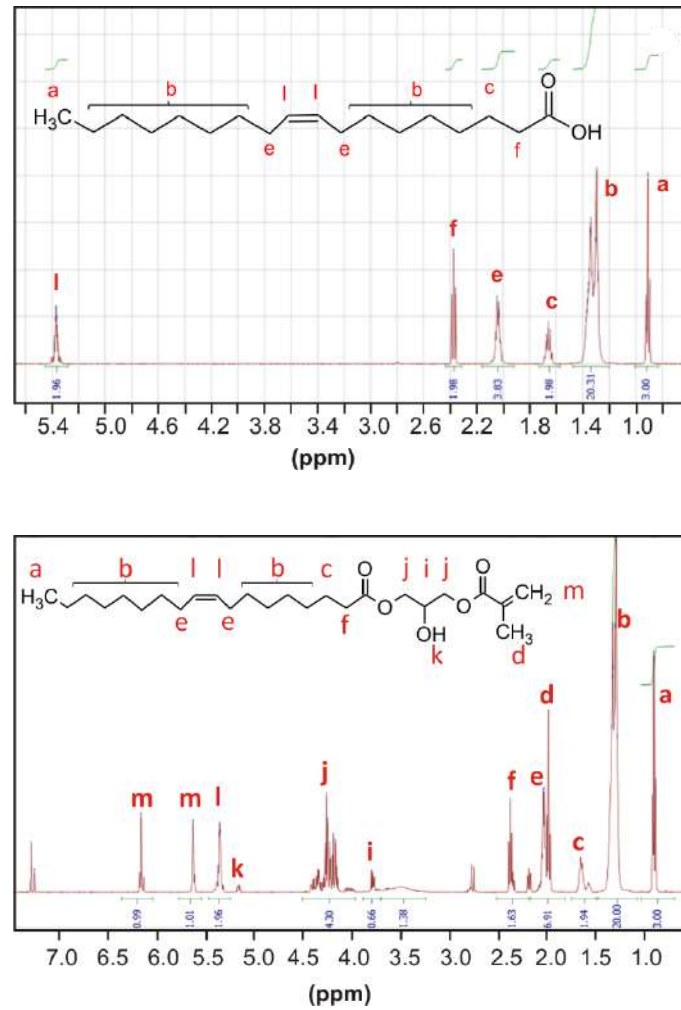 a b l l b c O
H3C OH
e e f
b a
f
l e c
1.96 1.98 3.83 1.98 20.31 3.00
5.4 5.0 4.6 4.2 3.8 3.4 3.0 2.6 2.2 1.8 1.4 1.0
(ppm)
a b l l b c O j i j O
H3C O O CH2 m
e e f OH CH3
k d
b
d a
m m l j f e
k i c
0.99 1.01 1.96 4.30 0.66 1.38 1.63 6.91 1.94 20.00 3.00
7.0 6.0 5.5 5.0 4.5 4.0 3.5 3.0 2.5 2.0 1.5 1.0
(ppm)